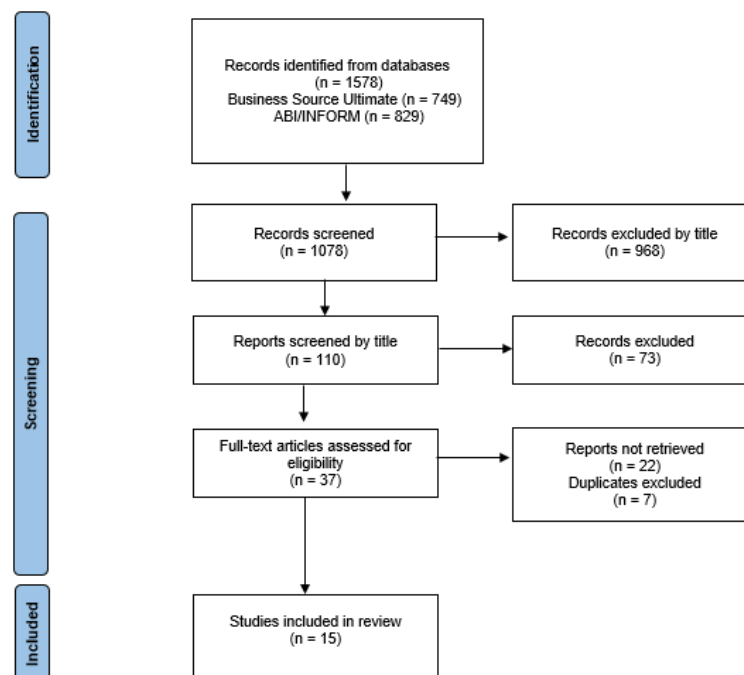 Identification
Records identified from databases
(n = 1578)
Business Source Ultimate (n = 749)
ABI/INFORM (n = 829)
Screening
Records screened
(n = 1078)
Records excluded by title
(n = 968)
Reports screened by title
(n = 110)
Records excluded
(n = 73)
Full-text articles assessed for
eligibility
(n = 37)
Reports not retrieved
(n = 22)
Duplicates excluded
(n = 7)
Included
Studies included in review
(n = 15)